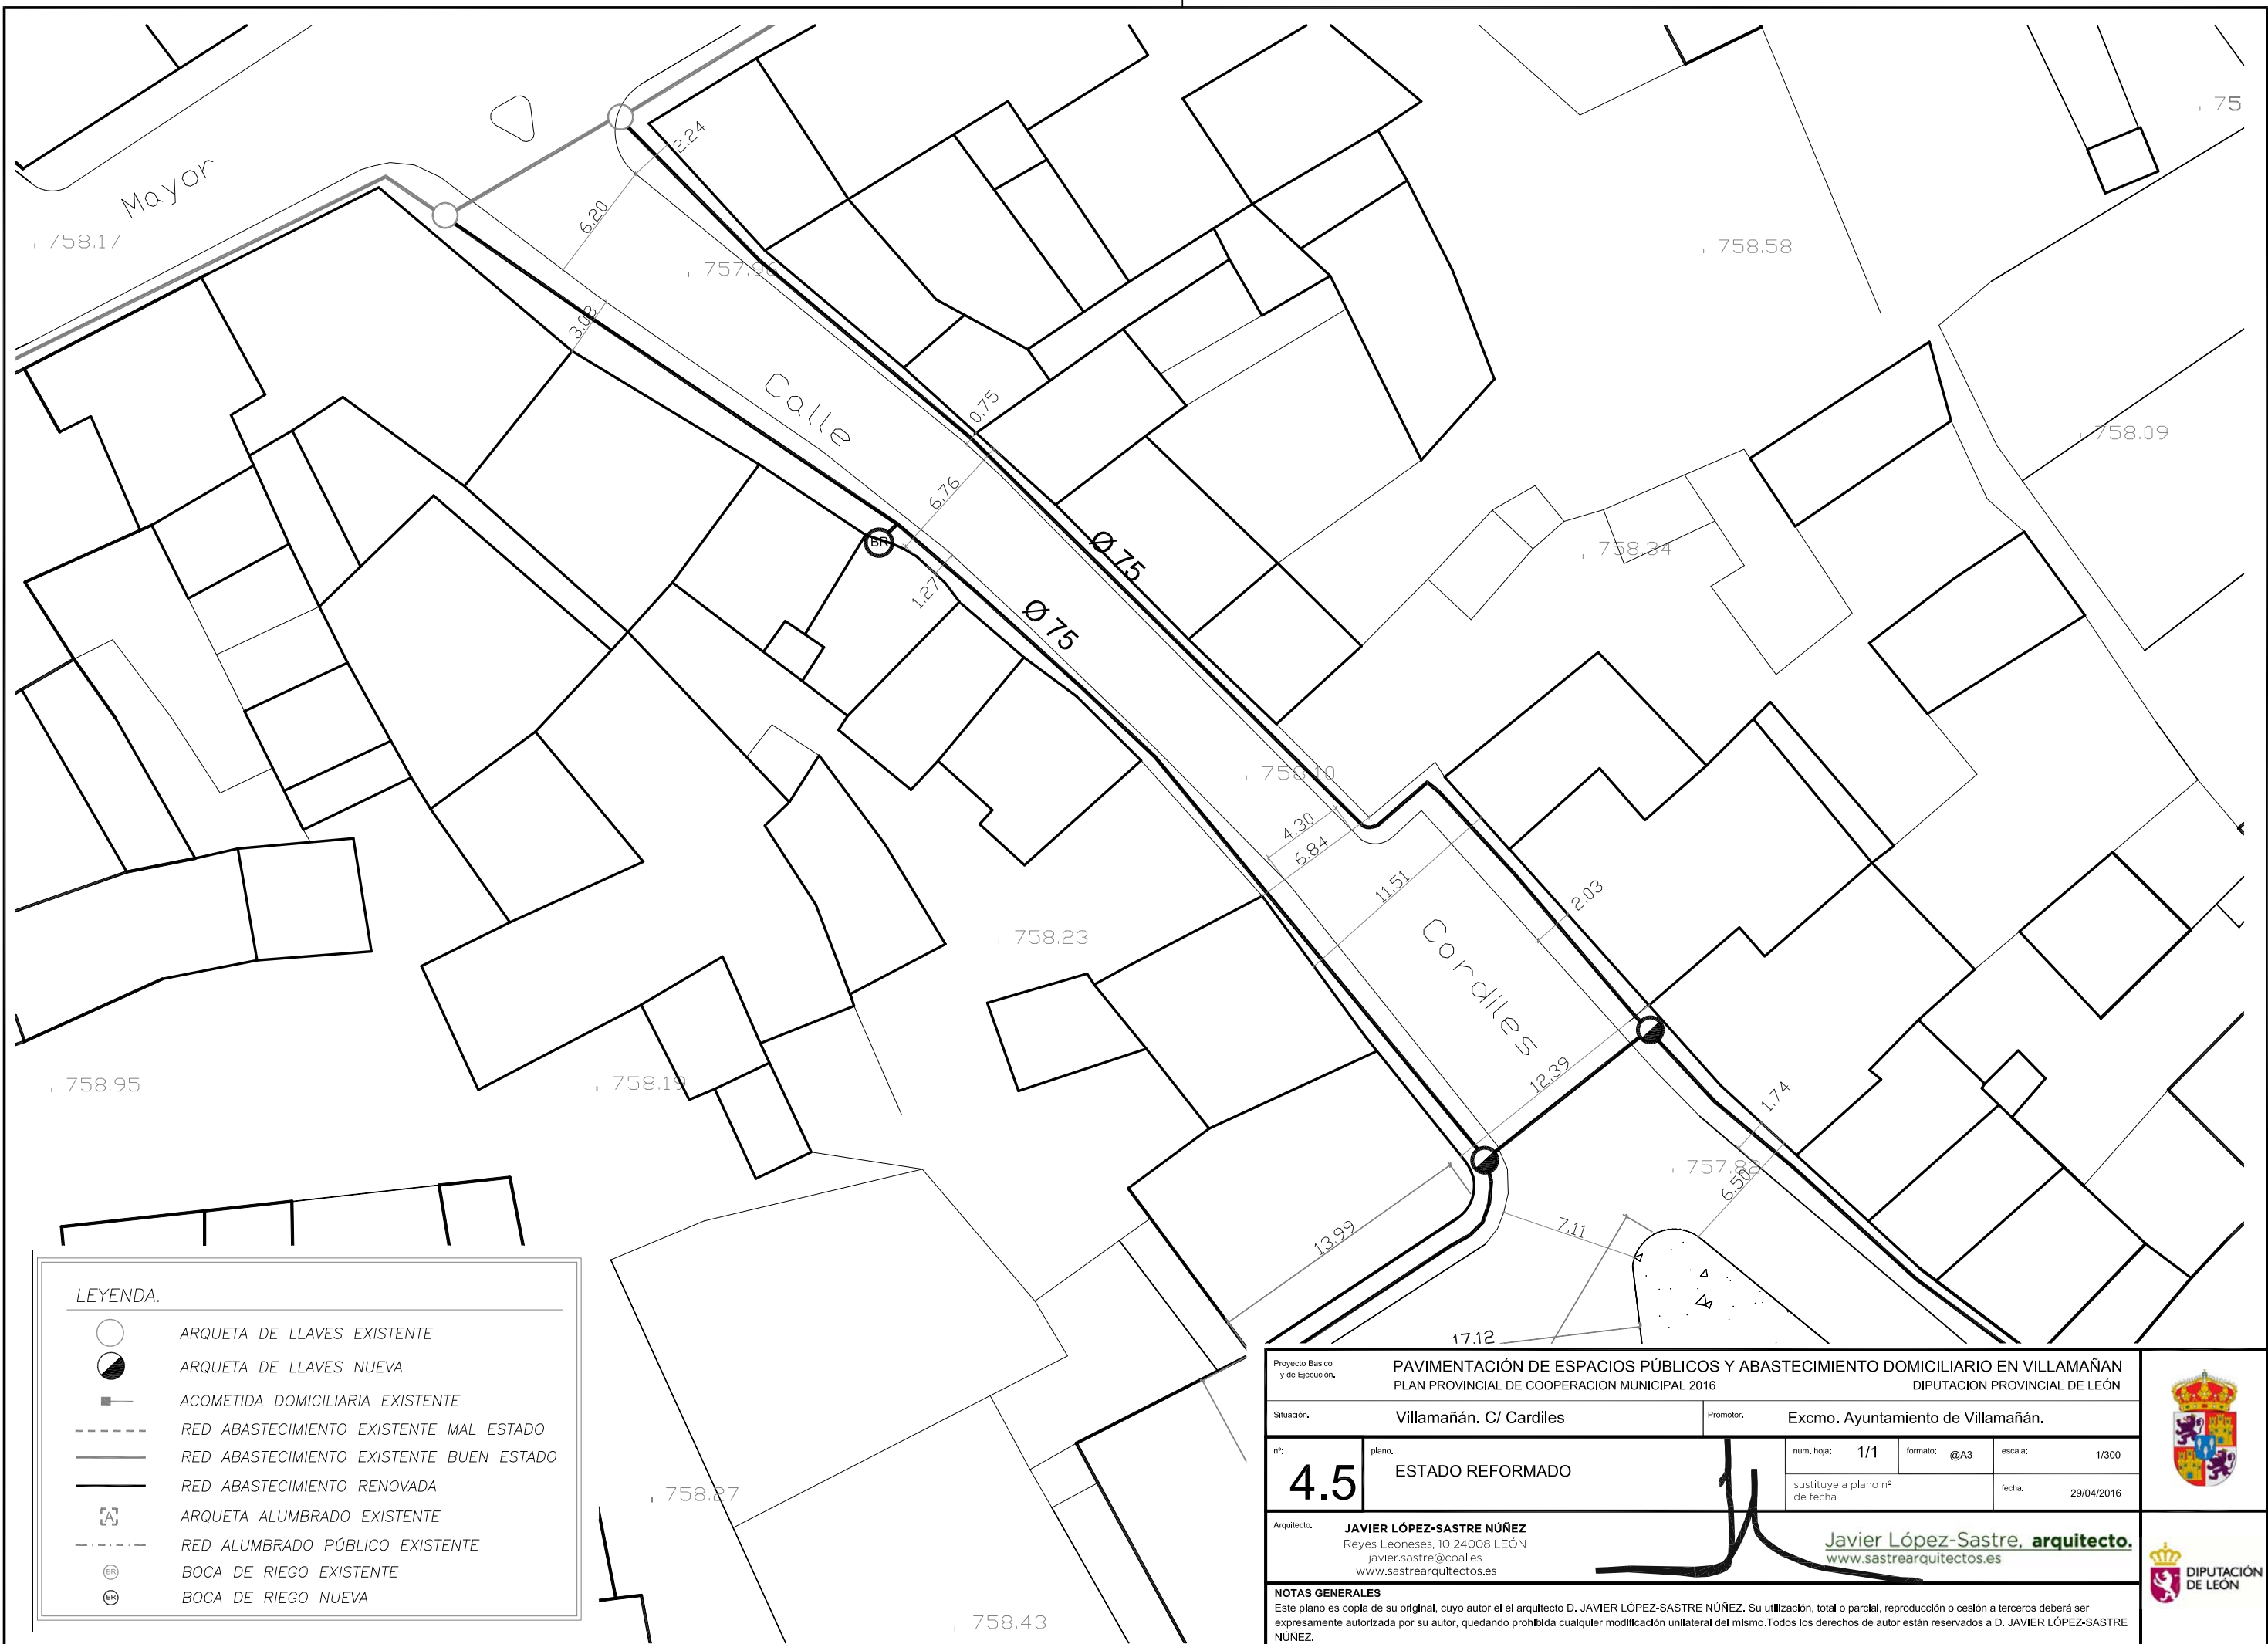 Mayor
Calle
Cardiles
758.17
757.96
758.58
75
758.09
758.34
758.10
758.23
758.95
758.19
757.82
758.27
758.43
2.24
6.20
3.03
0.75
6.76
1.27
Ø 75
Ø 75
4.30
6.84
11.51
2.03
12.39
1.74
6.50
7.11
13.99
17.12
BR
LEYENDA.
ARQUETA DE LLAVES EXISTENTE
ARQUETA DE LLAVES NUEVA
ACOMETIDA DOMICILIARIA EXISTENTE
RED ABASTECIMIENTO EXISTENTE MAL ESTADO
RED ABASTECIMIENTO EXISTENTE BUEN ESTADO
RED ABASTECIMIENTO RENOVADA
A ARQUETA ALUMBRADO EXISTENTE
RED ALUMBRADO PÚBLICO EXISTENTE
BR BOCA DE RIEGO EXISTENTE
BR BOCA DE RIEGO NUEVA
Proyecto Basico
y de Ejecución.
PAVIMENTACIÓN DE ESPACIOS PÚBLICOS Y ABASTECIMIENTO DOMICILIARIO EN VILLAMAÑAN
PLAN PROVINCIAL DE COOPERACION MUNICIPAL 2016 DIPUTACION PROVINCIAL DE LEÓN
Situación. Villamañán. C/ Cardiles
Promotor. Excmo. Ayuntamiento de Villamañán.
nº: 4.5
plano. ESTADO REFORMADO
num. hoja: 1/1
formato: @A3
escala: 1/300
sustituye a plano nº
de fecha
fecha: 29/04/2016
Arquitecto. JAVIER LÓPEZ-SASTRE NÚÑEZ
Reyes Leoneses, 10 24008 LEÓN
javier.sastre@coal.es
www.sastrearquitectos.es
Javier López-Sastre, arquitecto.
www.sastrearquitectos.es
DIPUTACIÓN
DE LEÓN
NOTAS GENERALES
Este plano es copia de su original, cuyo autor el el arquitecto D. JAVIER LÓPEZ-SASTRE NÚÑEZ. Su utilización, total o parcial, reproducción o cesión a terceros deberá ser
expresamente autorizada por su autor, quedando prohibida cualquier modificación unilateral del mismo.Todos los derechos de autor están reservados a D. JAVIER LÓPEZ-SASTRE
NÚÑEZ.